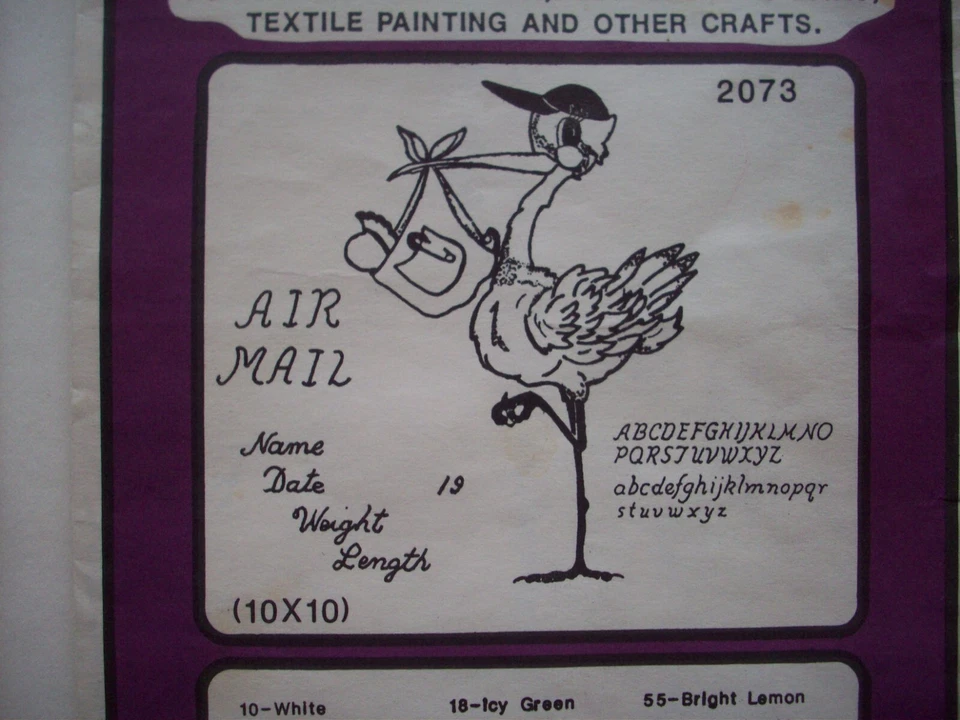 TEXTILE PAINTING AND OTHER CRAFTS.
2073
AIR
MAIL
Name
Date 19
Weight
Length
ABCDEFGHIJKLMNO
PQRSTUVWXYZ
abcdefghijklmnopqr
stuvwxyz
(10X10)
10-White 18-Icy Green 55-Bright Lemon